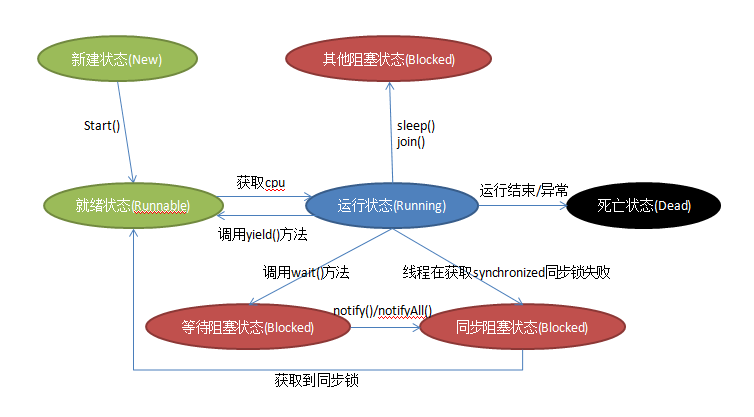 新建状态(New)
其他阻塞状态(Blocked)
Start()
sleep()
join()
获取cpu
运行结束/异常
就绪状态(Runnable)
运行状态(Running)
死亡状态(Dead)
调用yield()方法
调用wait()方法
线程在获取synchronized同步锁失败
notify()/notifyAll()
等待阻塞状态(Blocked)
同步阻塞状态(Blocked)
获取到同步锁